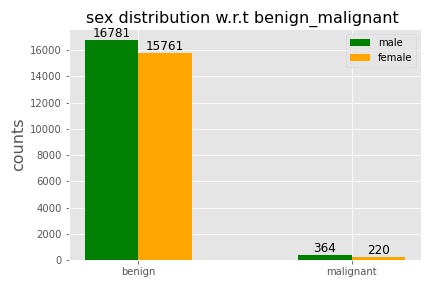 sex distribution w.r.t benign_malignant
16781
15761
male
female
16000
14000
12000
10000
8000
6000
4000
2000
0
counts
364
220
benign
malignant